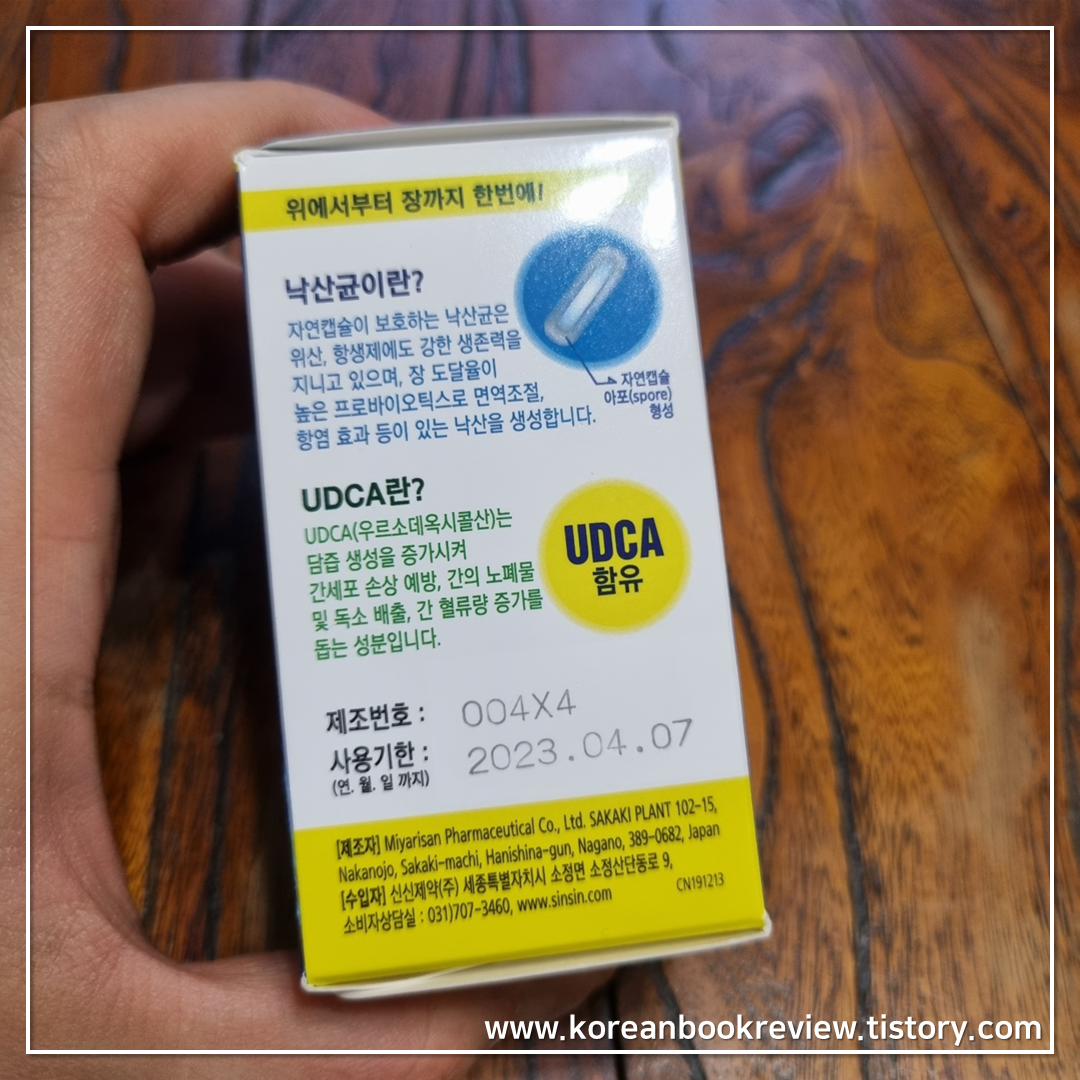 위에서부터 장까지 한번에!
낙산균이란?
자연캡슐이 보호하는 낙산균은
위산, 항생제에도 강한 생존력을
지니고 있으며, 장 도달율이
높은 프로바이오틱스로 면역조절,
항염 효과 등이 있는 낙산을 생성합니다.
자연캡슐
아포(spore)
형성
UDCA란?
UDCA(우르소데옥시콜산)는
담즙 생성을 증가시켜
간세포 손상 예방, 간의 노폐물
및 독소 배출, 간 혈류량 증가를
돕는 성분입니다.
UDCA
함유
제조번호 : 004X4
사용기한 : 2023.04.07
(연. 월. 일 까지)
[제조자] Miyarisan Pharmaceutical Co., Ltd. SAKAKI PLANT 102-15,
Nakanojo, Sakaki-machi, Hanishina-gun, Nagano, 389-0682, Japan
[수입자] 신신제약(주) 세종특별자치시 소정면 소정산단동로 9,
소비자상담실 : 031)707-3460, www.sinsin.com
CN191213
www.koreanbookreview.tistory.com